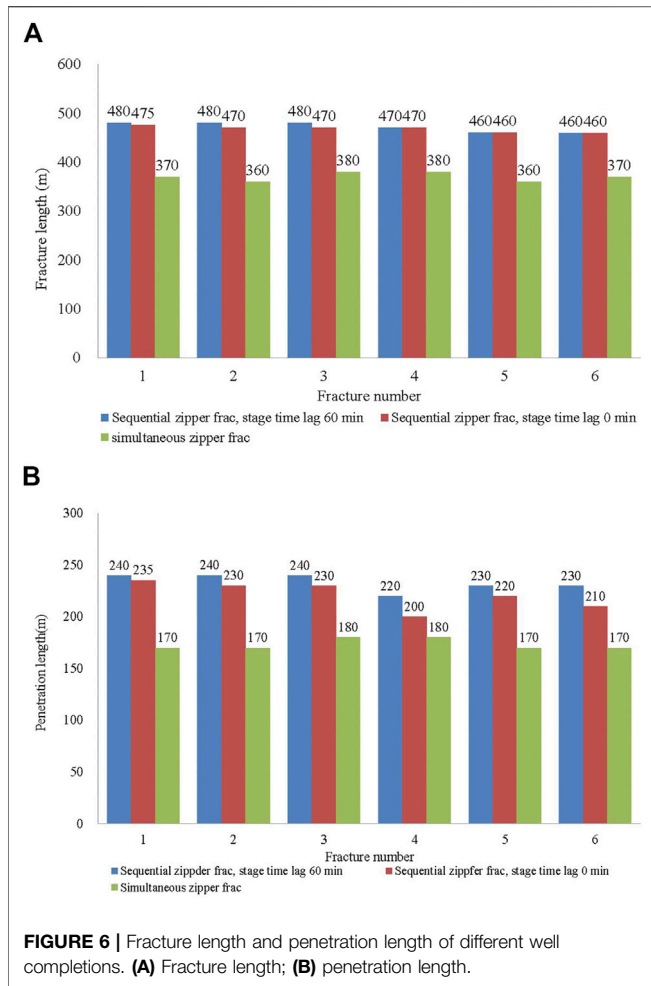 A
600
500
400
300
200
100
0
Fracture length (m)
480 475 370 480 470 360 480 470 380 470 470 380 460 460 360 460 460 370
1 2 3 4 5 6
Fracture number
Sequential zipper frac, stage time lag 60 min Sequential zipper frac, stage time lag 0 min
simultaneous zipper frac
B
300
250
200
150
100
50
0
Penetration length(m)
240 235 170 240 230 170 240 230 180 220 200 180 230 220 170 230 210 170
1 2 3 4 5 6
Fracture number
Sequential zippder frac, stage time lag 60 min Sequential zippfer frac, stage time lag 0 min
Simultaneous zipper frac
FIGURE 6 | Fracture length and penetration length of different well
completions. (A) Fracture length; (B) penetration length.